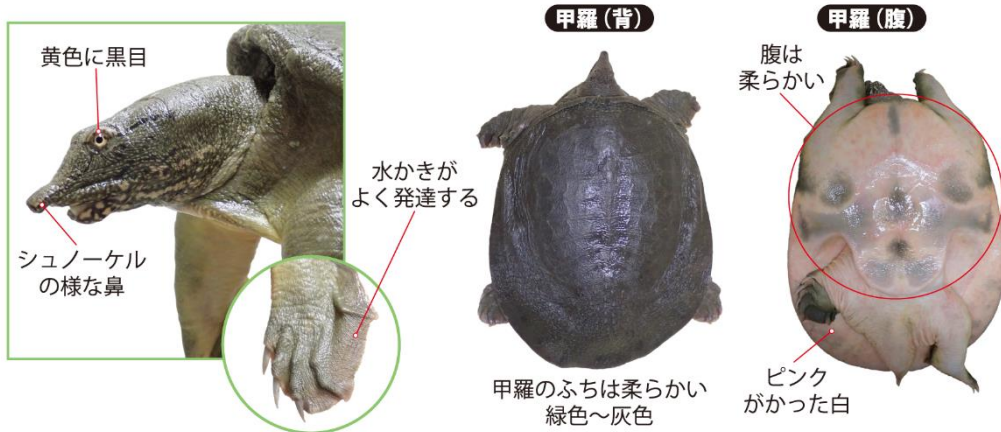 黄色に黒目
シュノーケル
の様な鼻
水かきが
よく発達する
甲羅（背）
甲羅のふちは柔らかい
緑色～灰色
甲羅（腹）
腹は
柔らかい
ピンク
がかった白